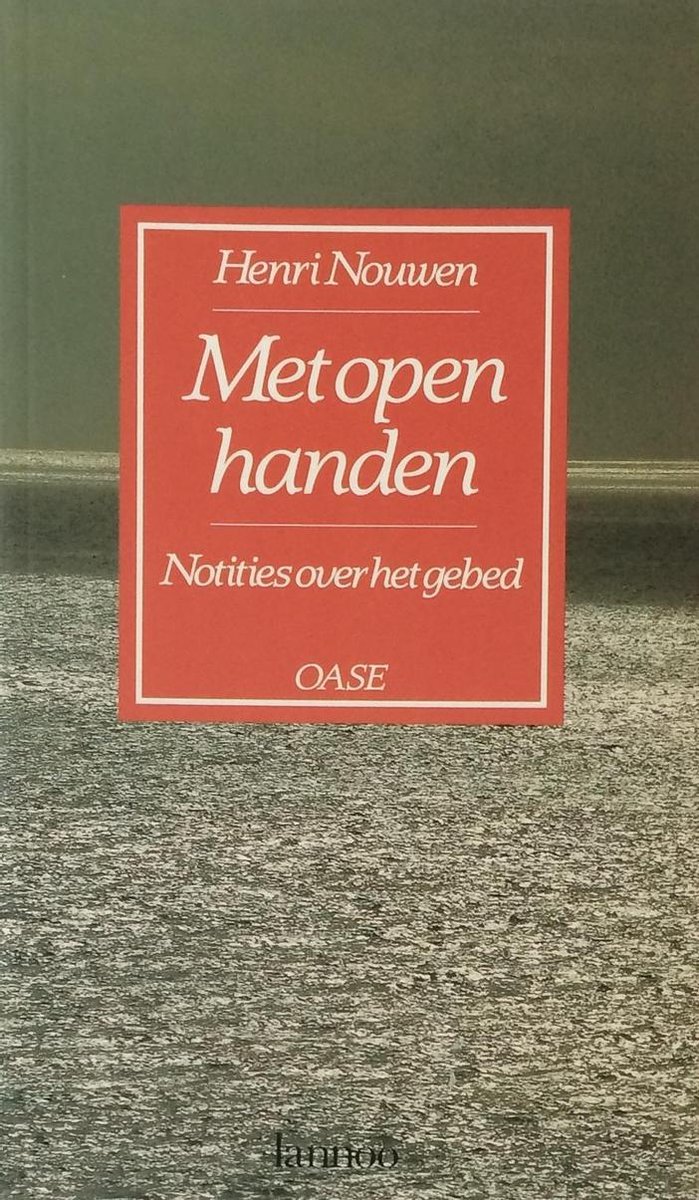 Henri Nouwen
Met open
handen
Notities over het gebed
OASE
lannoo